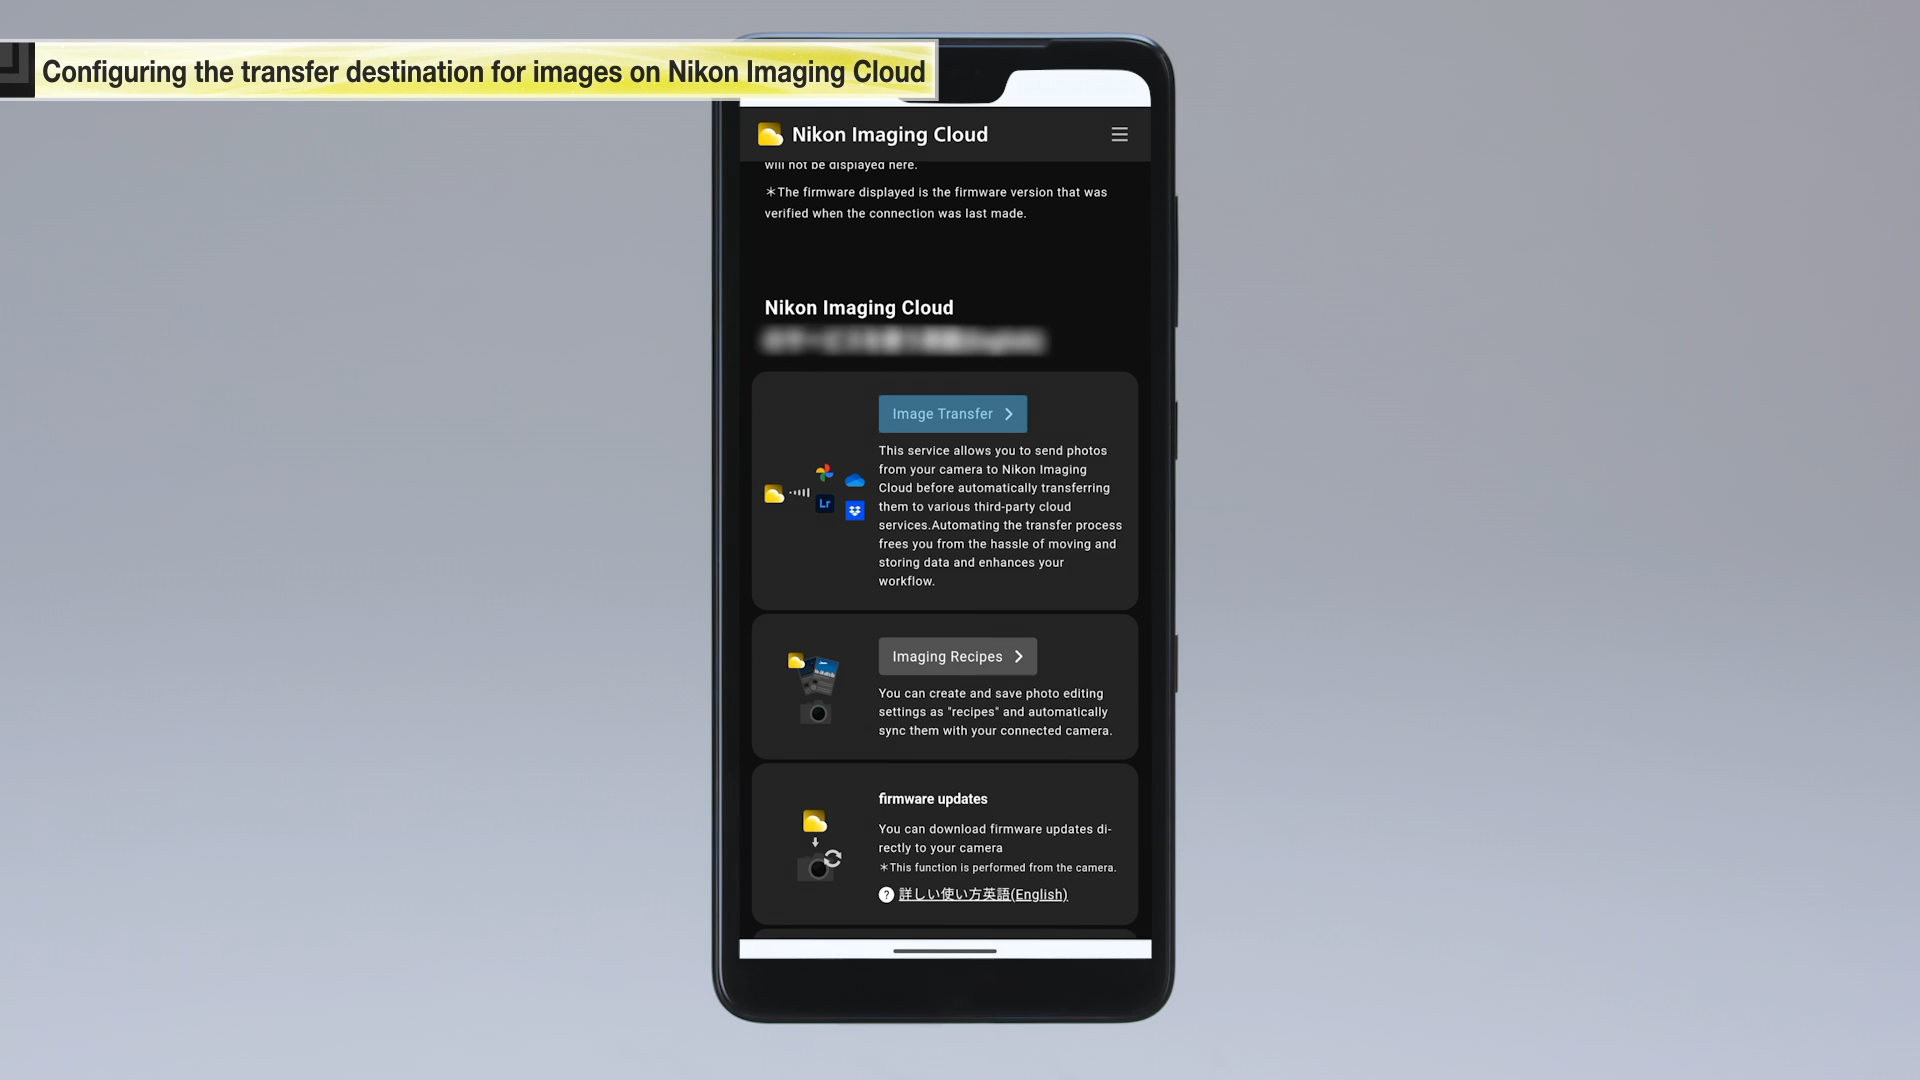 Configuring the transfer destination for images on Nikon Imaging Cloud
Nikon Imaging Cloud
will not be displayed here.
＊The firmware displayed is the firmware version that was
verified when the connection was last made.
Nikon Imaging Cloud
Image Transfer
This service allows you to send photos
from your camera to Nikon Imaging
Cloud before automatically transferring
them to various third-party cloud
services.Automating the transfer process
frees you from the hassle of moving and
storing data and enhances your
workflow.
Lr
Imaging Recipes
You can create and save photo editing
settings as "recipes" and automatically
sync them with your connected camera.
firmware updates
You can download firmware updates di-
rectly to your camera
＊This function is performed from the camera.
? 詳しい使い方英語(English)